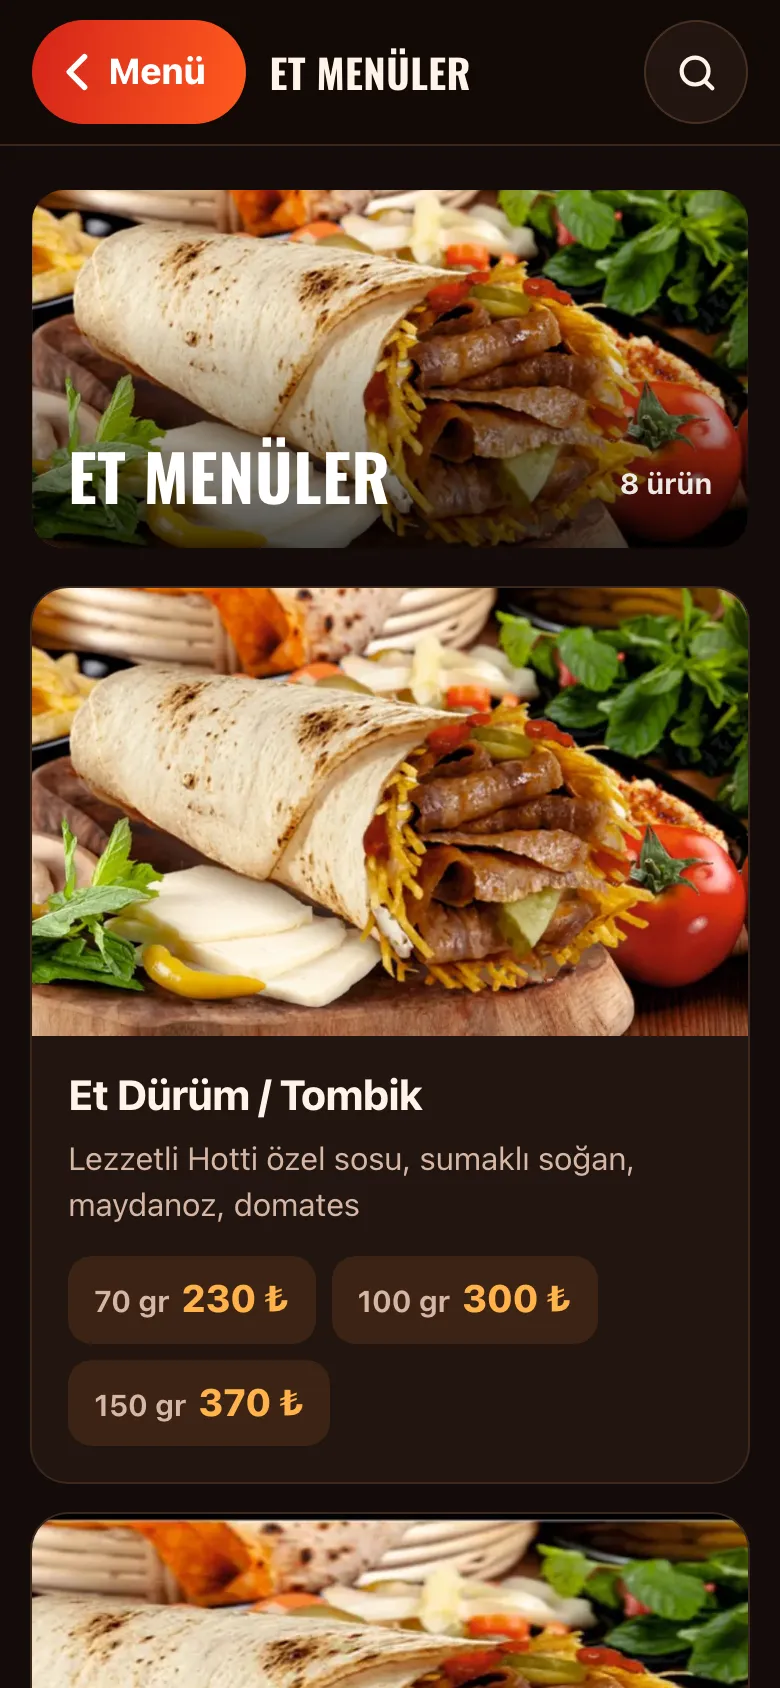 Menü
ET MENÜLER
ET MENÜLER
8 ürün
Et Dürüm / Tombik
Lezzetli Hotti özel sosu, sumaklı soğan,
maydanoz, domates
70 gr 230 ₺
100 gr 300 ₺
150 gr 370 ₺